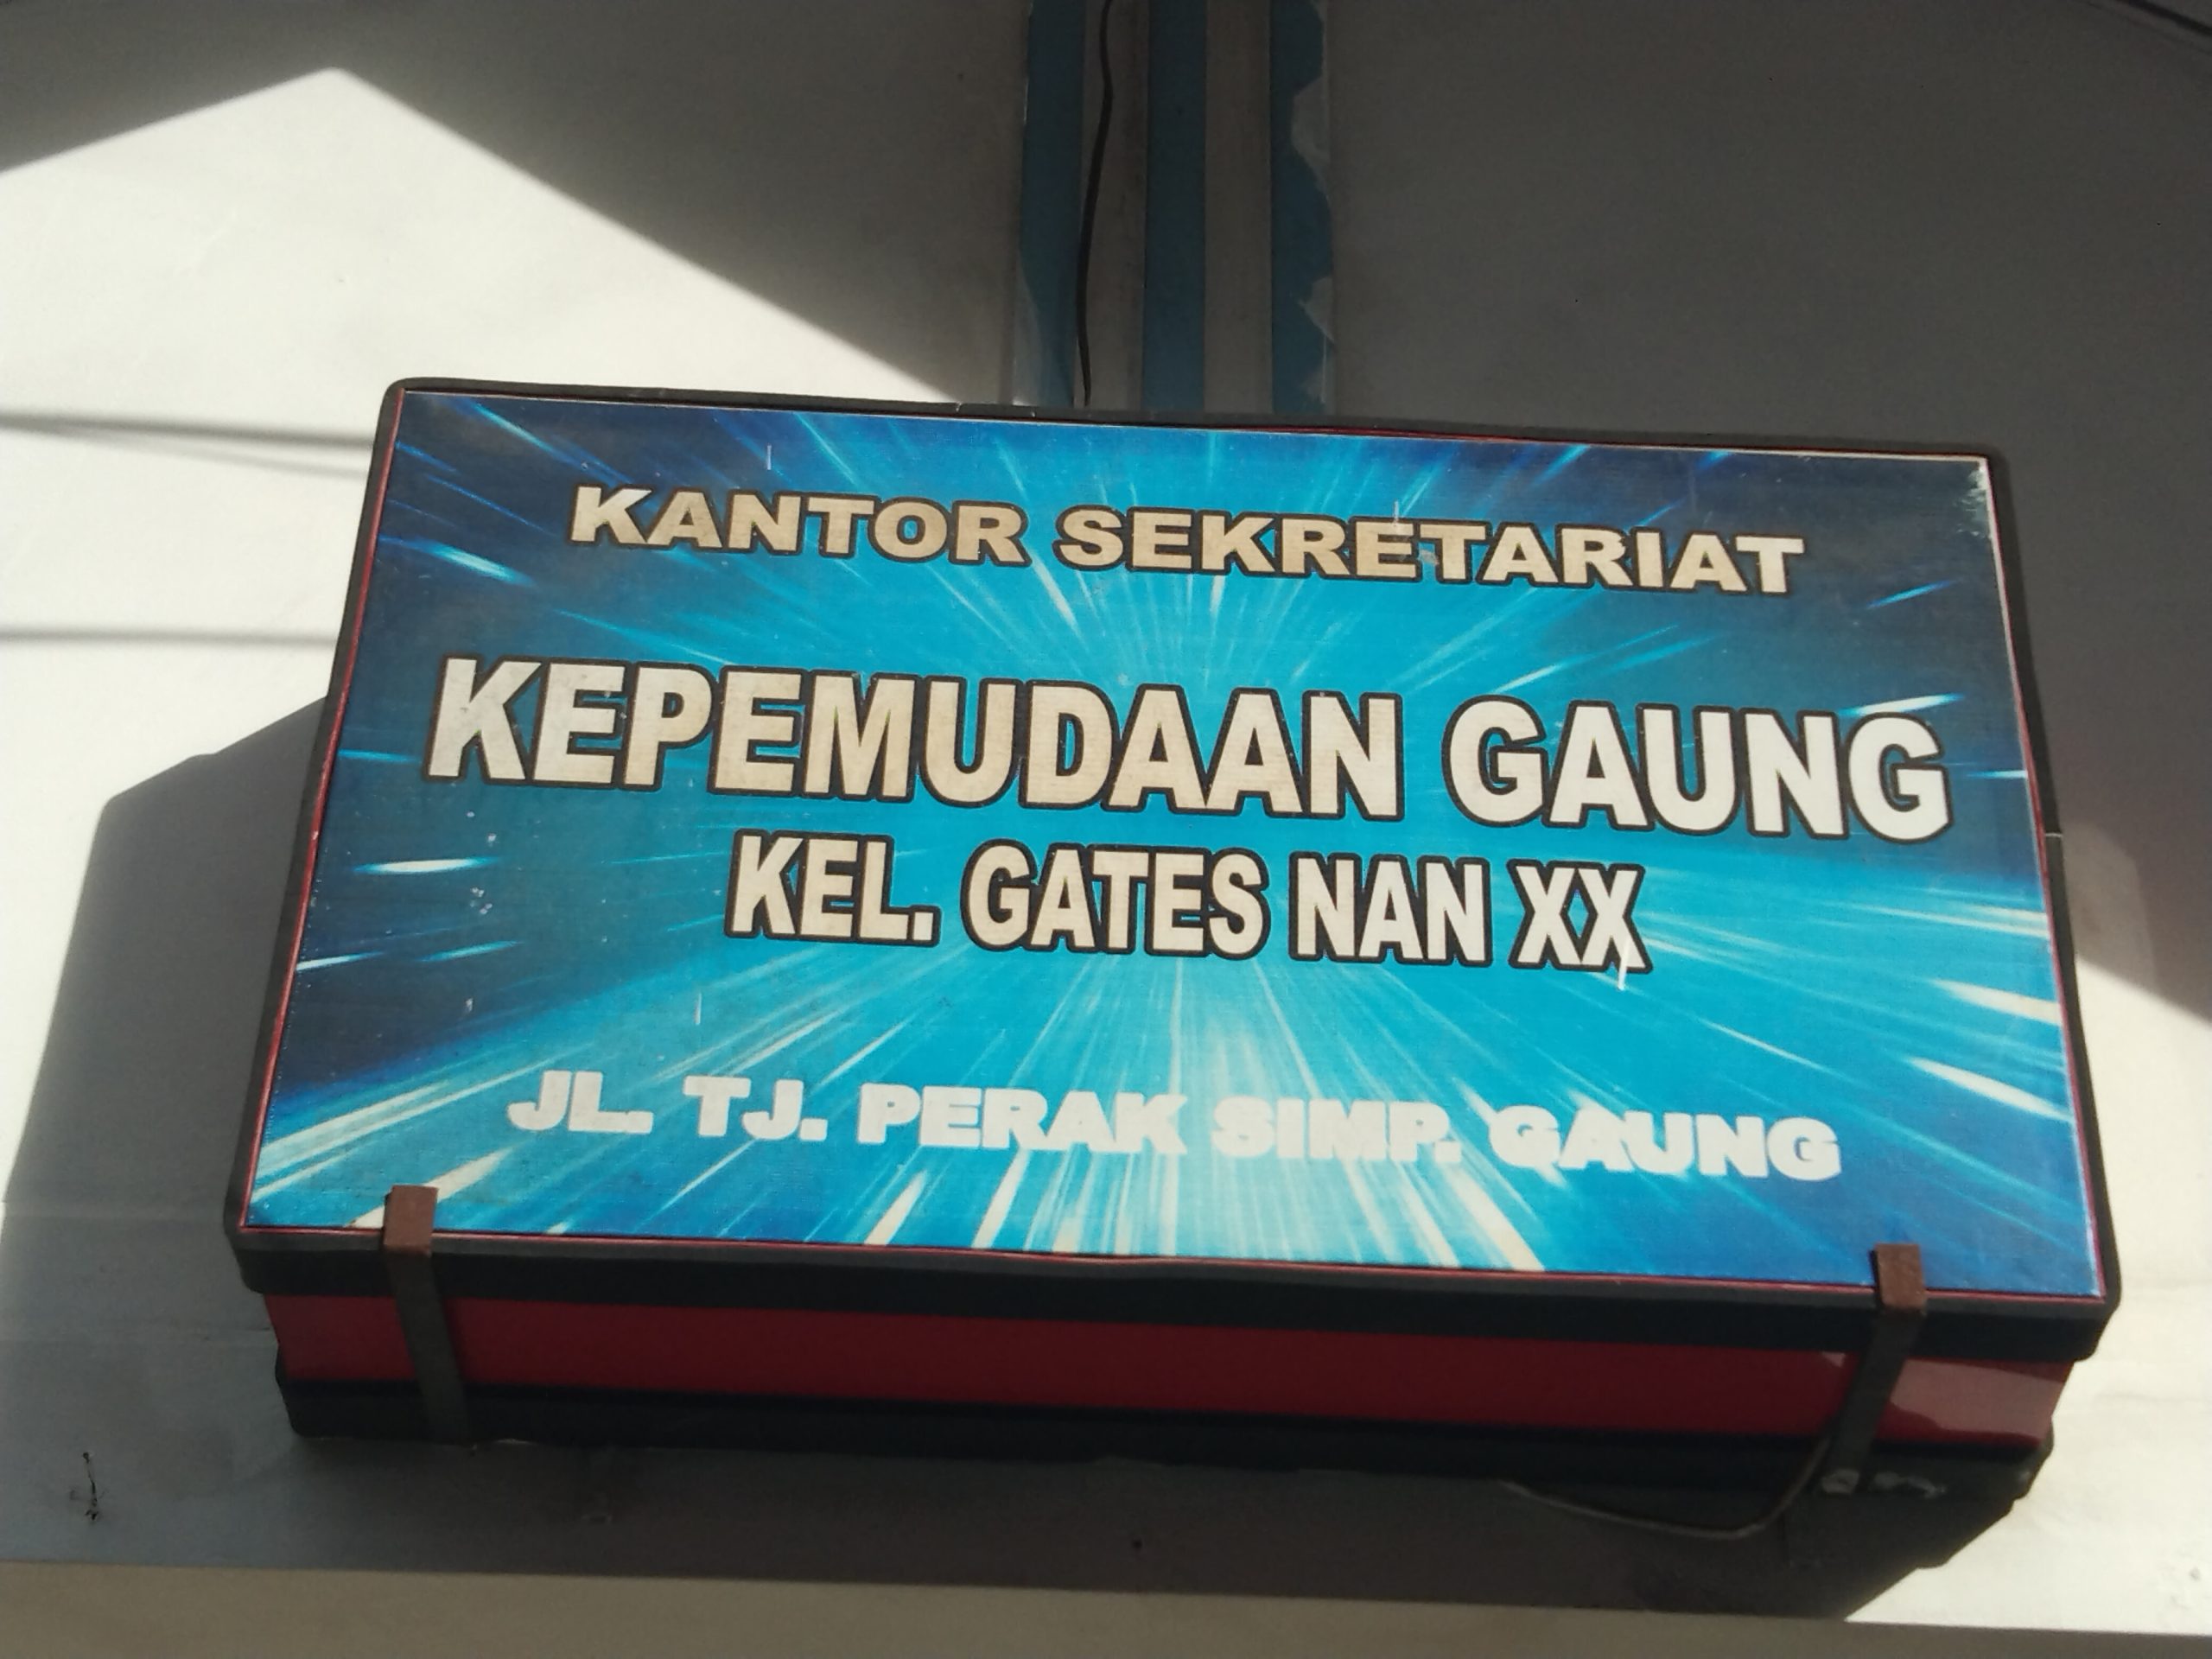 KANTOR SEKRETARIAT
KEPEMUDAAN GAUNG
KEL. GATES NAN XX
JL. TJ. PERAK SIMP. GAUNG